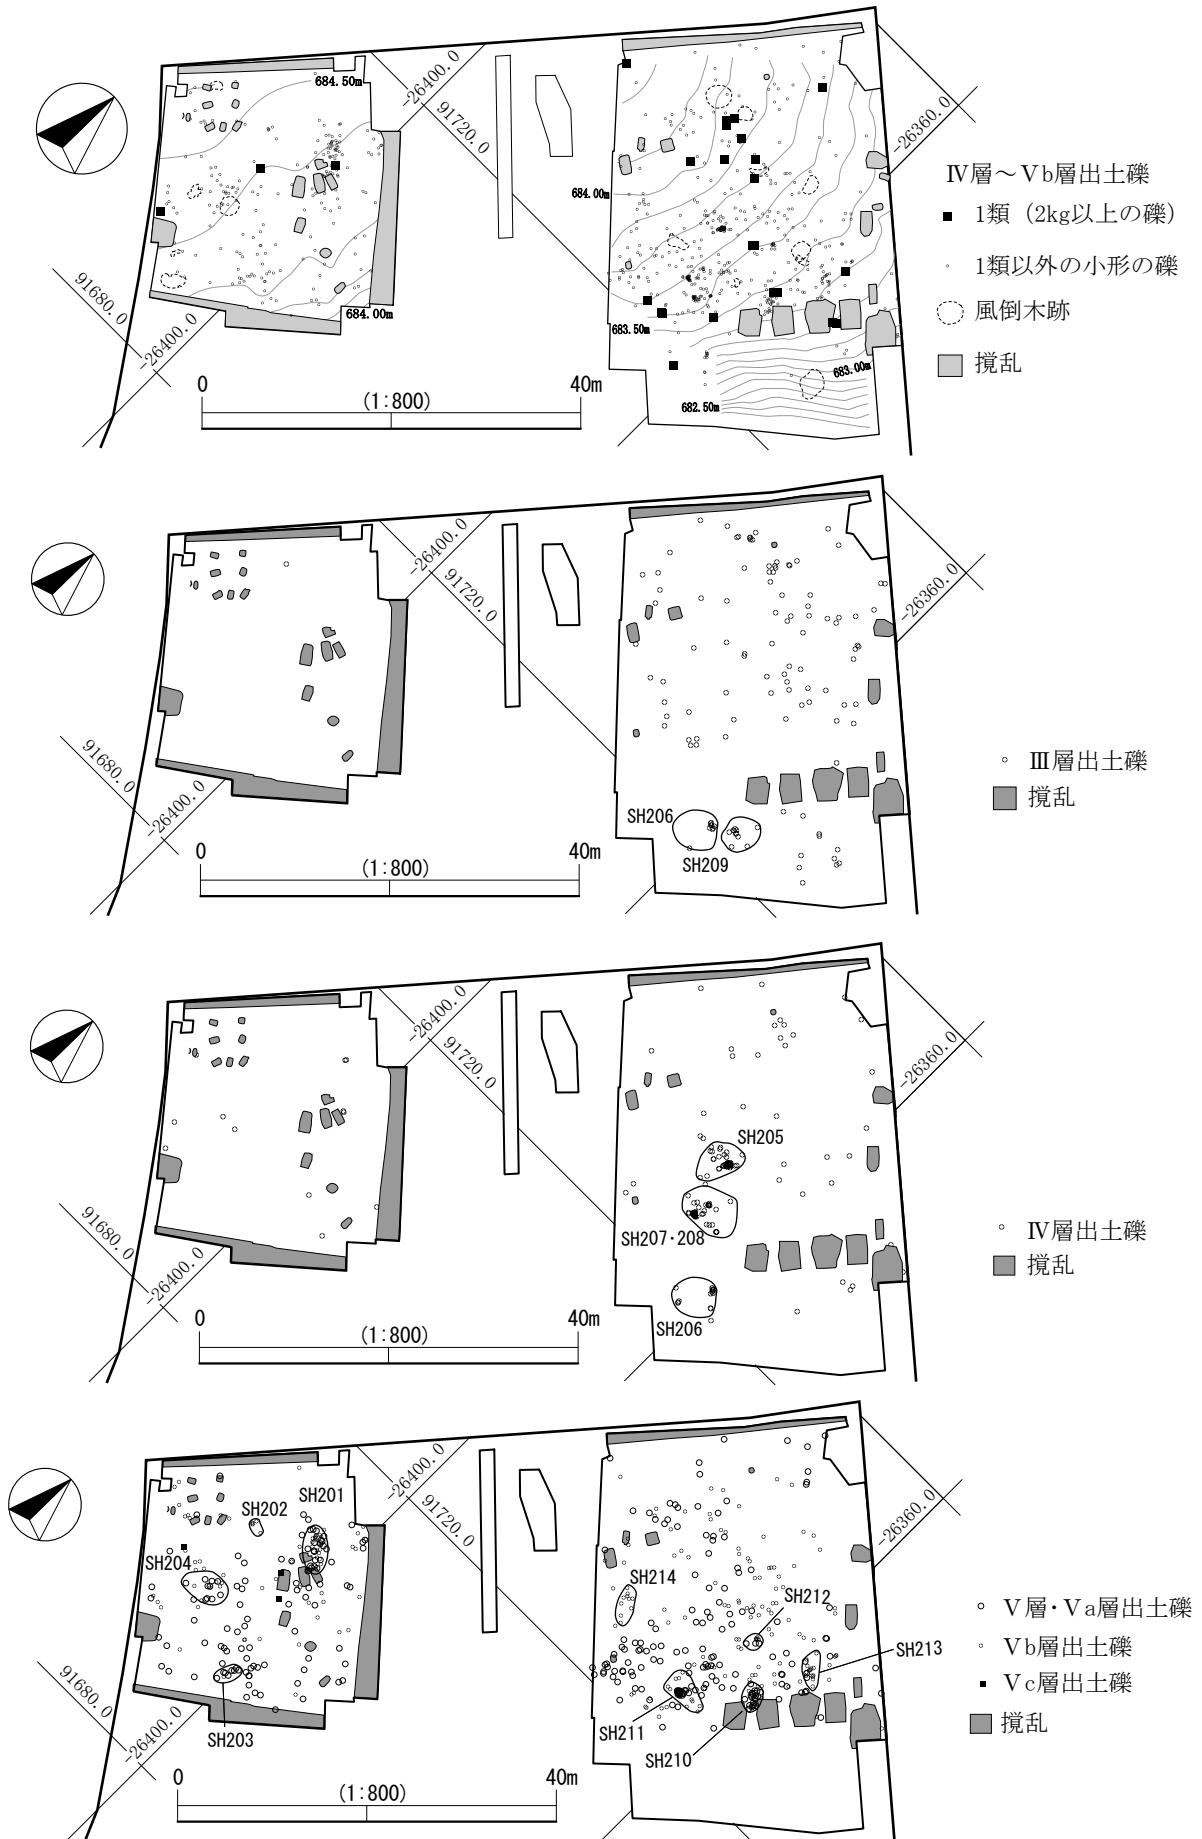 684.50m
-26400.0
91720.0
-26360.0
684.00m
91680.0
-26400.0
684.00m
683.50m
683.00m
682.50m
0
40m
(1:800)
Ⅳ層～Ⅴb層出土礫
1類（2kg以上の礫）
1類以外の小形の礫
風倒木跡
撹乱
-26400.0
91720.0
-26360.0
91680.0
-26400.0
SH206
SH209
0
40m
(1:800)
Ⅲ層出土礫
撹乱
-26400.0
91720.0
-26360.0
SH205
SH207・208
SH206
91680.0
-26400.0
0
40m
(1:800)
Ⅳ層出土礫
撹乱
-26400.0
91720.0
-26360.0
SH202
SH201
SH204
SH203
SH214
SH212
SH213
SH211
SH210
91680.0
-26400.0
0
40m
(1:800)
Ⅴ層・Ⅴa層出土礫
Ⅴb層出土礫
Ⅴc層出土礫
撹乱